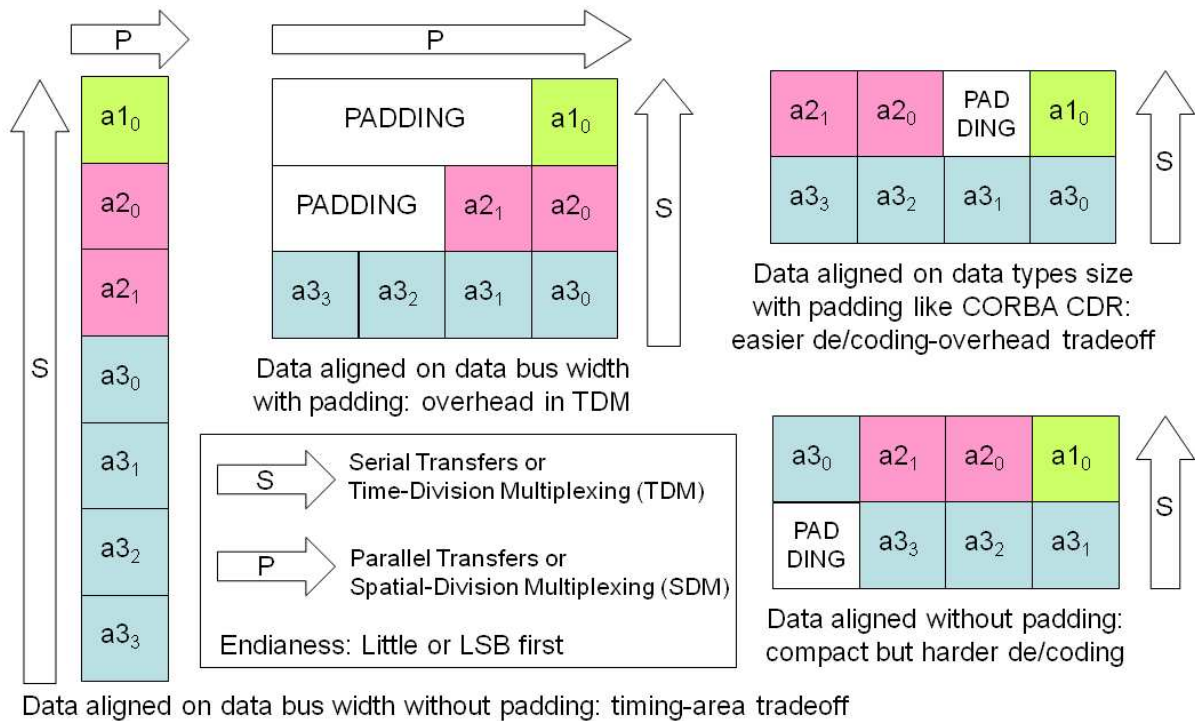 P
S
a1₀
a2₀
a2₁
a3₀
a3₁
a3₂
a3₃
Data aligned on data bus width without padding: timing-area tradeoff
P
PADDING a1₀
PADDING a2₁ a2₀
a3₃ a3₂ a3₁ a3₀
S
Data aligned on data bus width
with padding: overhead in TDM
S
Serial Transfers or
Time-Division Multiplexing (TDM)
P
Parallel Transfers or
Spatial-Division Multiplexing (SDM)
Endianess: Little or LSB first
a2₁ a2₀ PAD
DING a1₀
a3₃ a3₂ a3₁ a3₀
S
Data aligned on data types size
with padding like CORBA CDR:
easier de/coding-overhead tradeoff
a3₀ a2₁ a2₀ a1₀
PAD
DING a3₃ a3₂ a3₁
S
Data aligned without padding:
compact but harder de/coding